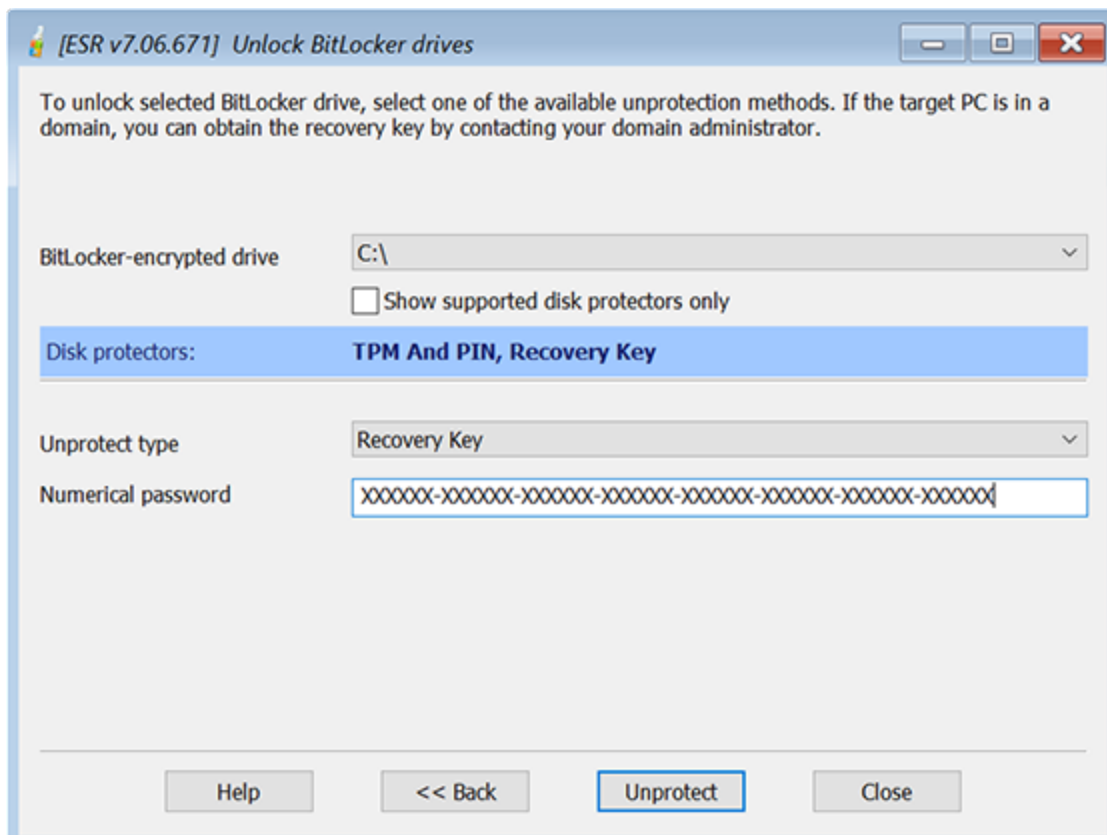 [ESR v7.06.671] Unlock BitLocker drives
To unlock selected BitLocker drive, select one of the available unprotection methods. If the target PC is in a
domain, you can obtain the recovery key by contacting your domain administrator.
BitLocker-encrypted drive C:\
Show supported disk protectors only
Disk protectors: TPM And PIN, Recovery Key
Unprotect type Recovery Key
Numerical password XXXXXX-XXXXXX-XXXXXX-XXXXXX-XXXXXX-XXXXXX-XXXXXX-XXXXXX
Help << Back Unprotect Close